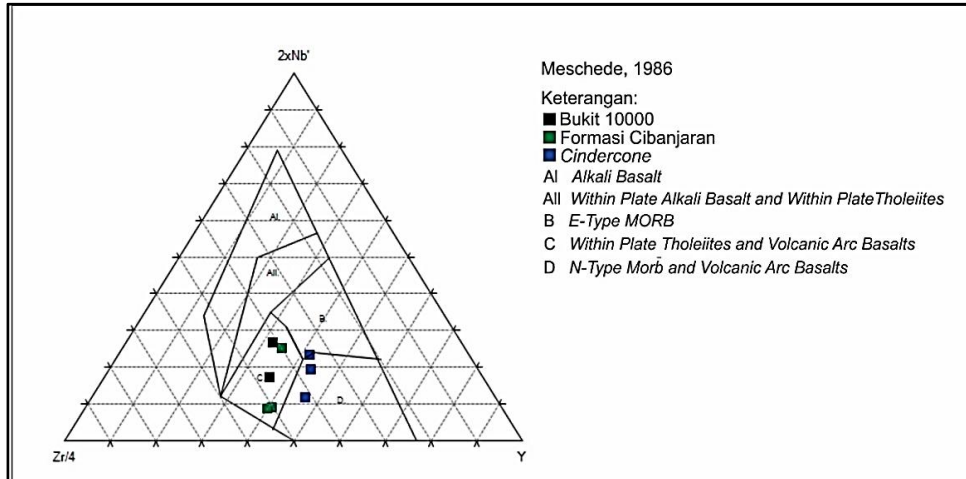 2xNb'
Meschede, 1986
Keterangan:
Bukit 10000
Formasi Cibanjaran
Cindercone
AI Alkali Basalt
AII Within Plate Alkali Basalt and Within PlateTholeiites
B E-Type MORB
C Within Plate Tholeiites and Volcanic Arc Basalts
D N-Type Morb and Volcanic Arc Basalts
AI
AII
B
C
D
Zr/4
Y